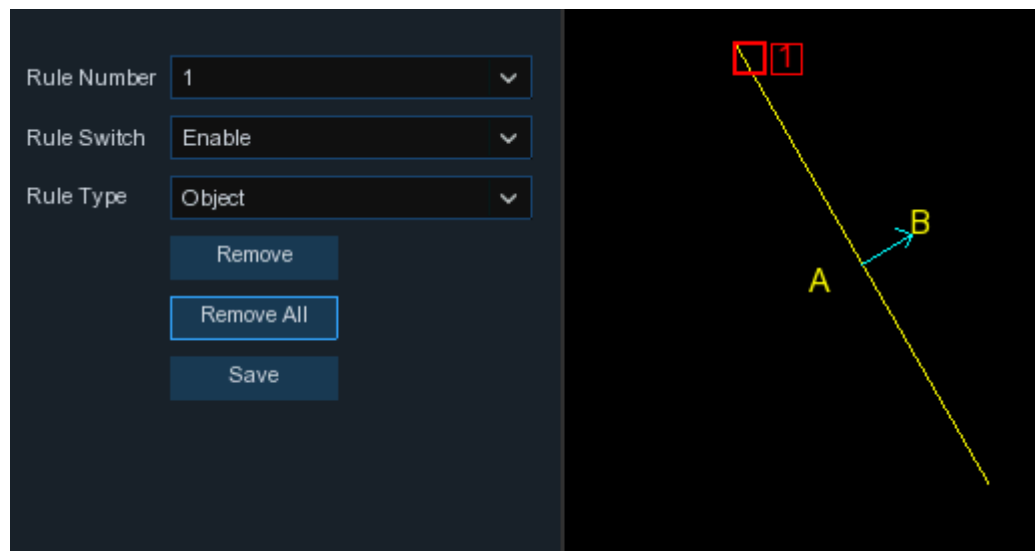 Rule Number 1
Rule Switch Enable
Rule Type Object
Remove
Remove All
Save
1
B
A